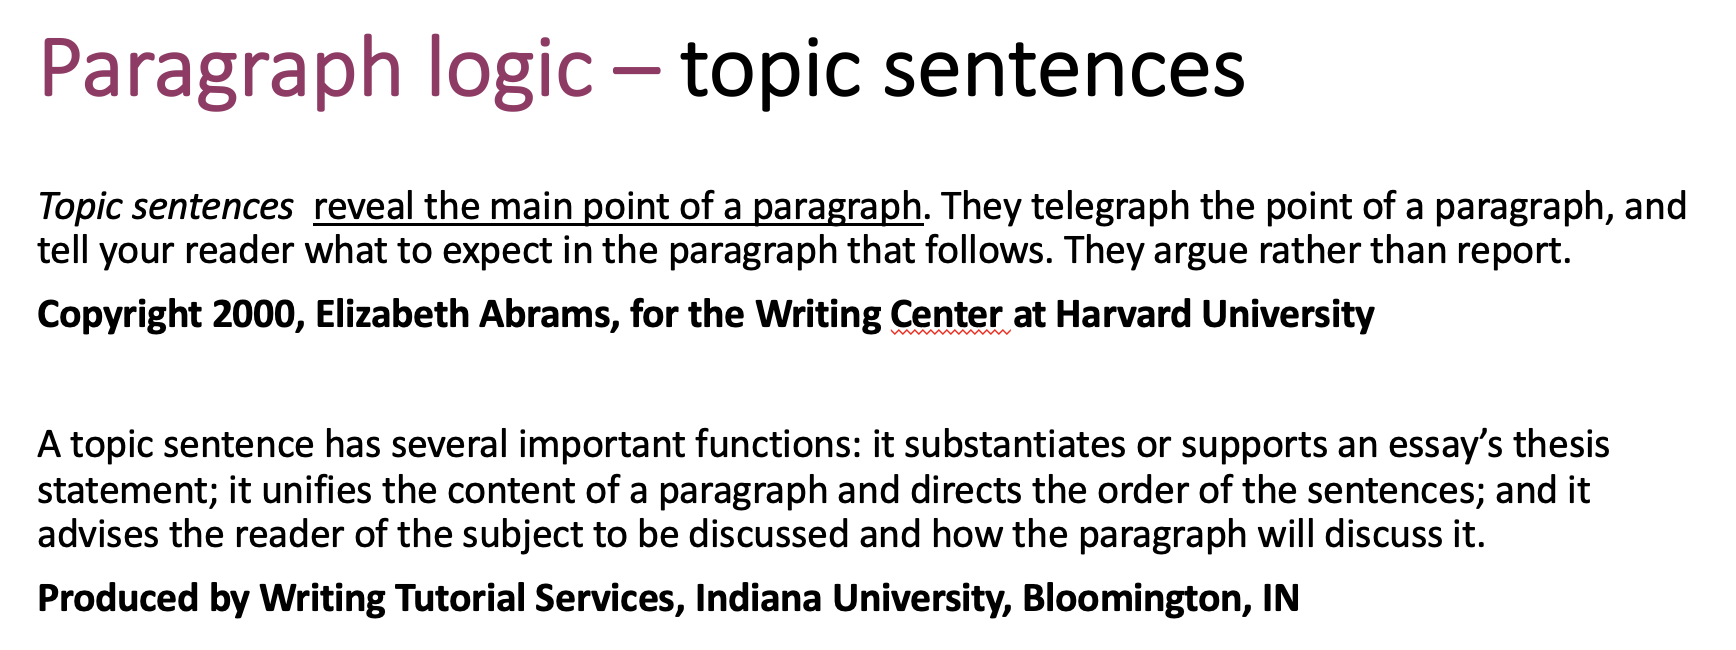 Paragraph logic – topic sentences
Topic sentences  reveal the main point of a paragraph. They telegraph the point of a paragraph, and
tell your reader what to expect in the paragraph that follows. They argue rather than report.
Copyright 2000, Elizabeth Abrams, for the Writing Center at Harvard University
A topic sentence has several important functions: it substantiates or supports an essay’s thesis
statement; it unifies the content of a paragraph and directs the order of the sentences; and it
advises the reader of the subject to be discussed and how the paragraph will discuss it.
Produced by Writing Tutorial Services, Indiana University, Bloomington, IN